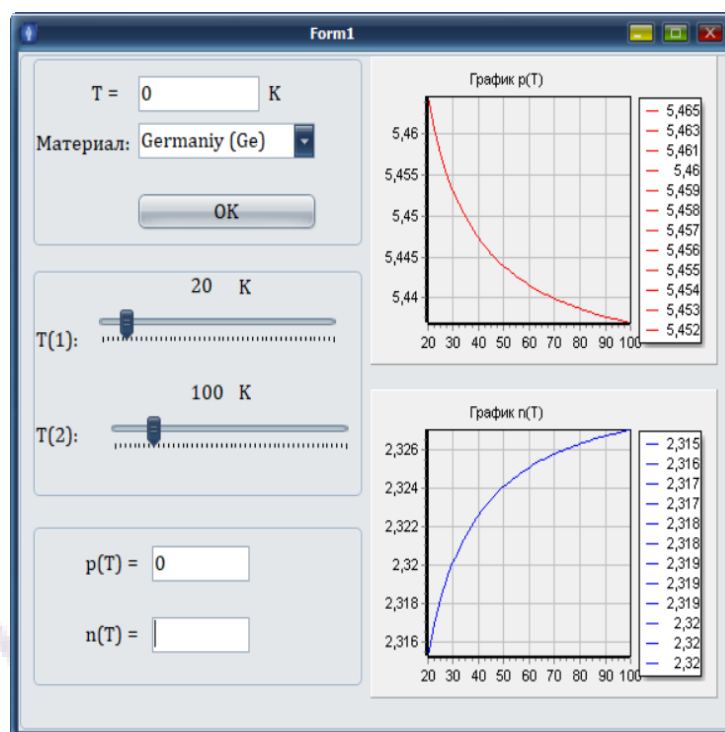 Form1
T = 0 K
Материал: Germaniy (Ge)
OK
20 K
T(1):
100 K
T(2):
p(T) = 0
n(T) =
График p(T)
5,46
5,455
5,45
5,445
5,44
20 30 40 50 60 70 80 90 100
5,465
5,463
5,461
5,46
5,459
5,458
5,457
5,456
5,455
5,454
5,453
5,452
График n(T)
2,326
2,324
2,322
2,32
2,318
2,316
20 30 40 50 60 70 80 90 100
2,315
2,316
2,317
2,317
2,318
2,318
2,319
2,319
2,319
2,32
2,32
2,32